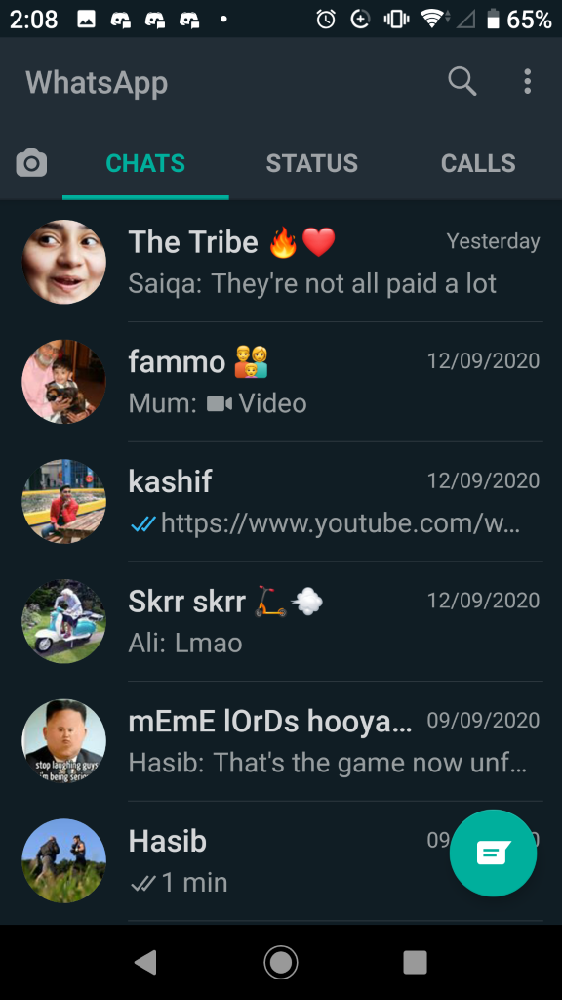 2:08 65%
WhatsApp
CHATS STATUS CALLS
The Tribe 🔥❤️ Yesterday
Saiqa: They're not all paid a lot
fammo 👨‍👩‍👦 12/09/2020
Mum: Video
kashif 12/09/2020
https://www.youtube.com/w...
Skrr skrr 🛴💨 12/09/2020
Ali: Lmao
mEmE lOrDs hooya... 09/09/2020
stop laughing guys
Hasib: That's the game now unf...
i'm being serio
Hasib 09
1 min